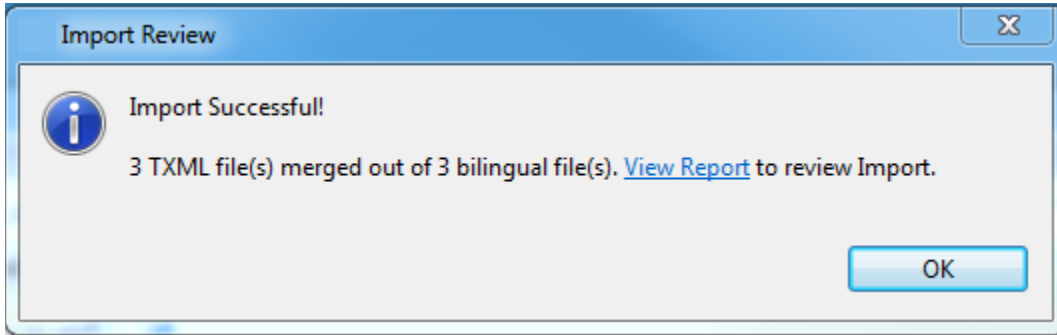 Import Review
Import Successful!
3 TXML file(s) merged out of 3 bilingual file(s). View Report to review Import.
OK